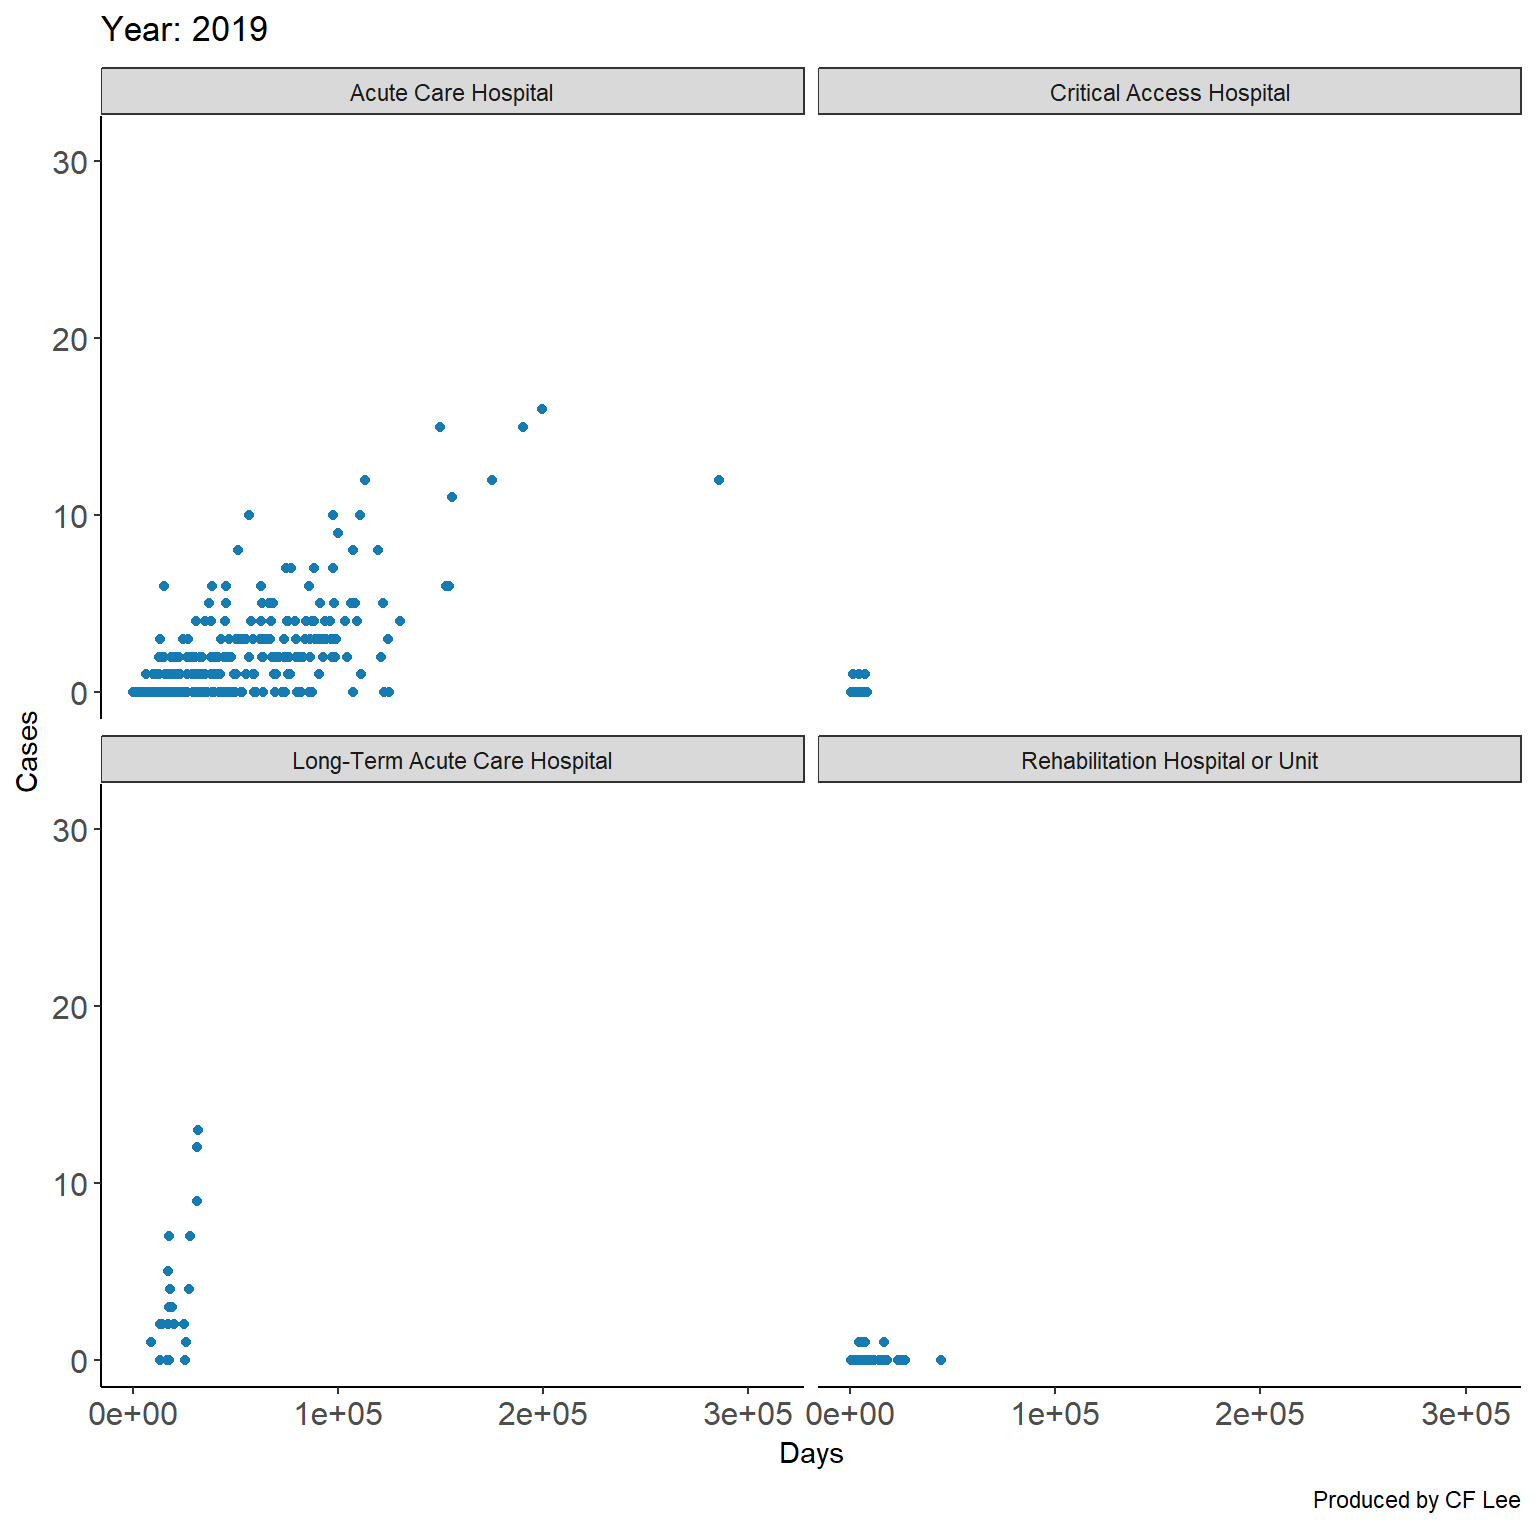 Year: 2019
Acute Care Hospital
Critical Access Hospital
30
20
10
0
Cases
Long-Term Acute Care Hospital
Rehabilitation Hospital or Unit
30
20
10
0
0e+00 1e+05 2e+05 3e+05 0e+00 1e+05 2e+05 3e+05
Days
Produced by CF Lee